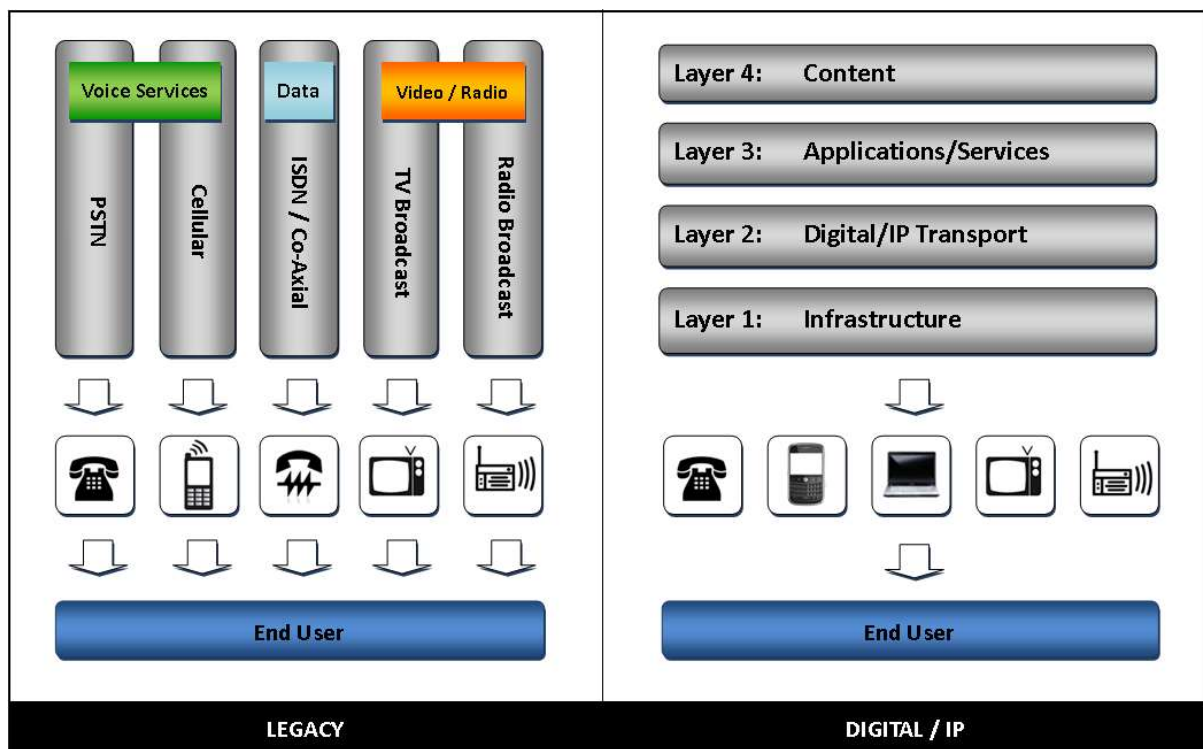 Voice Services
Data
Video / Radio
PSTN
Cellular
ISDN / Co-Axial
TV Broadcast
Radio Broadcast
End User
LEGACY
Layer 4: Content
Layer 3: Applications/Services
Layer 2: Digital/IP Transport
Layer 1: Infrastructure
End User
DIGITAL / IP